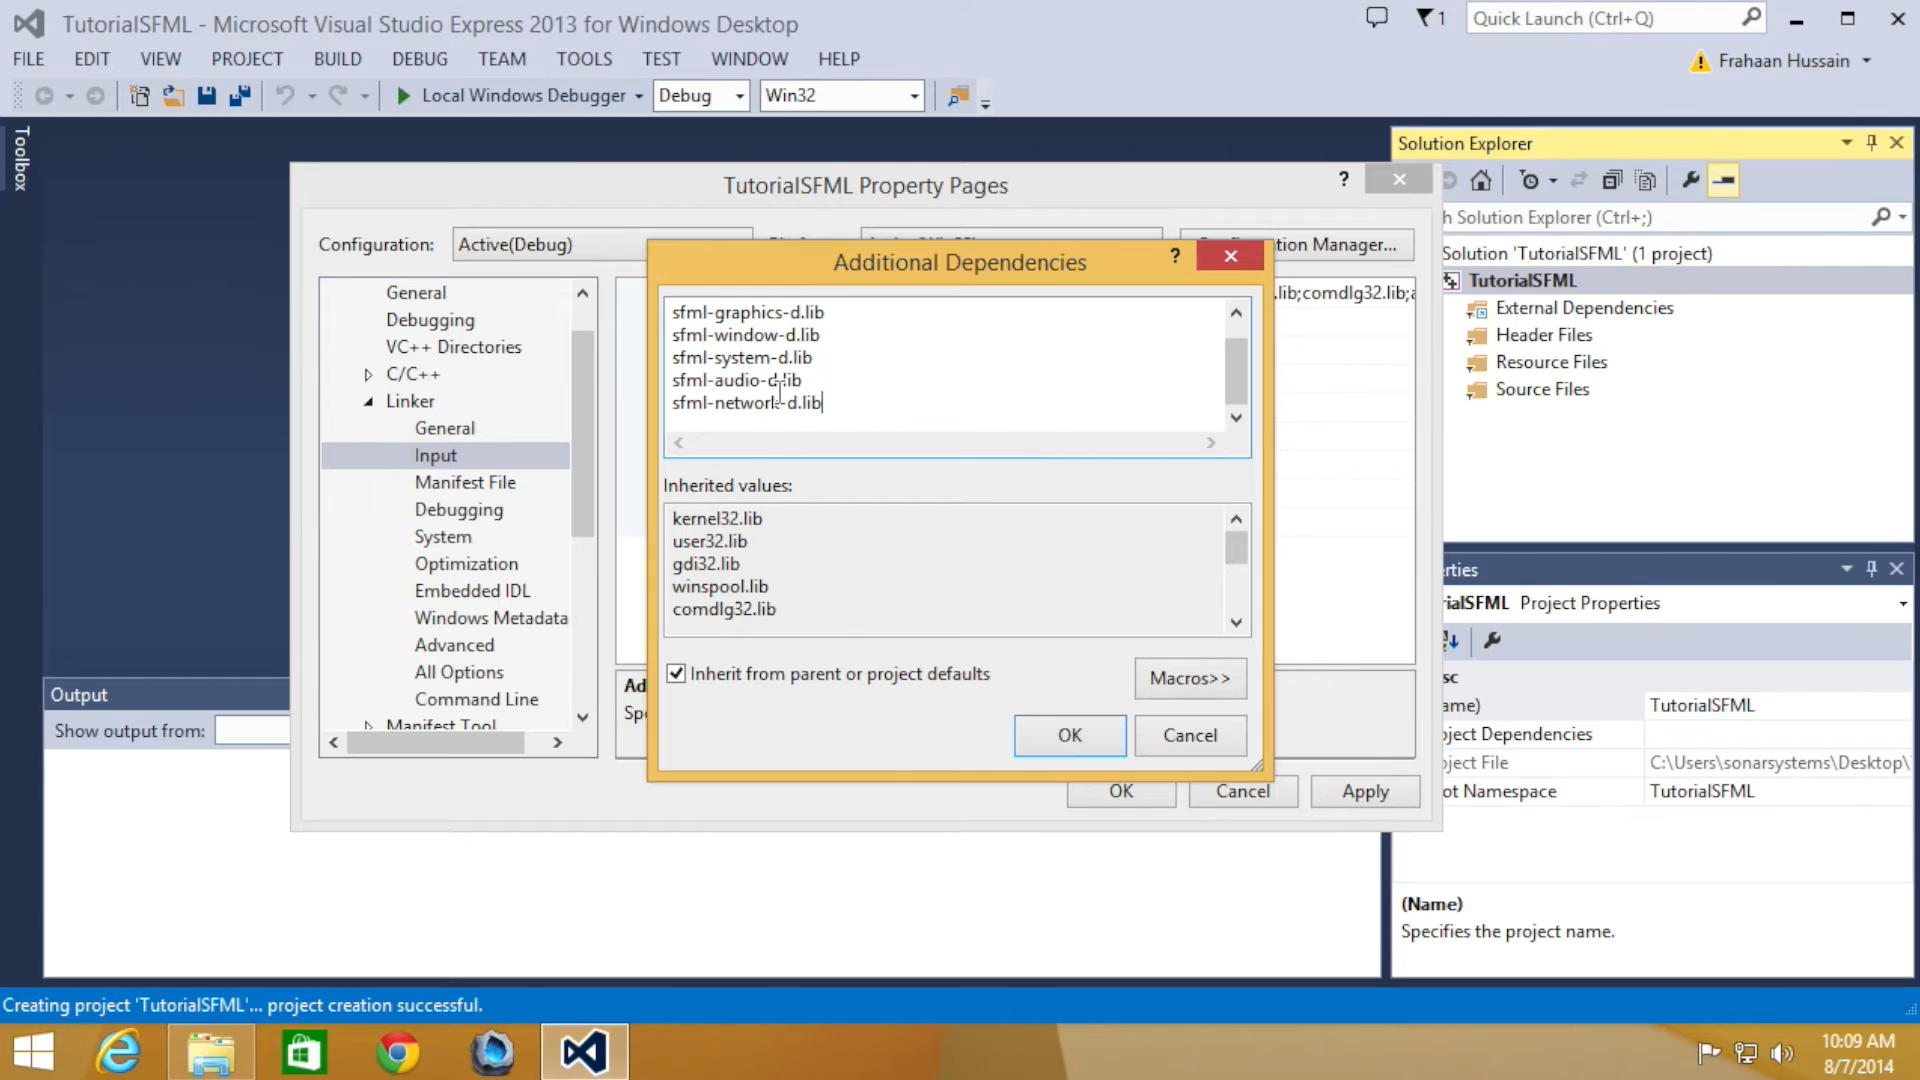 TutorialSFML - Microsoft Visual Studio Express 2013 for Windows Desktop
1
Quick Launch (Ctrl+Q)
FILE EDIT VIEW PROJECT BUILD DEBUG TEAM TOOLS TEST WINDOW HELP
Frahaan Hussain
Local Windows Debugger
Debug
Win32
Toolbox
Solution Explorer
h Solution Explorer (Ctrl+;)
Solution 'TutorialSFML' (1 project)
TutorialSFML
External Dependencies
Header Files
Resource Files
Source Files
TutorialSFML Property Pages
Configuration:
Active(Debug)
tion Manager...
General
Debugging
VC++ Directories
C/C++
Linker
General
Input
Manifest File
Debugging
System
Optimization
Embedded IDL
Windows Metadata
Advanced
All Options
Command Line
Manifest Tool
.lib;comdlg32.lib;a
Ad
Spe
OK
Cancel
Apply
Additional Dependencies
sfml-graphics-d.lib
sfml-window-d.lib
sfml-system-d.lib
sfml-audio-d.lib
sfml-network-d.lib
Inherited values:
kernel32.lib
user32.lib
gdi32.lib
winspool.lib
comdlg32.lib
Inherit from parent or project defaults
Macros>>
OK
Cancel
Output
Show output from:
erties
rialSFML Project Properties
sc
ame) TutorialSFML
oject Dependencies
oject File C:\Users\sonarsystems\Desktop\
ot Namespace TutorialSFML
(Name)
Specifies the project name.
Creating project 'TutorialSFML'... project creation successful.
10:09 AM
8/7/2014